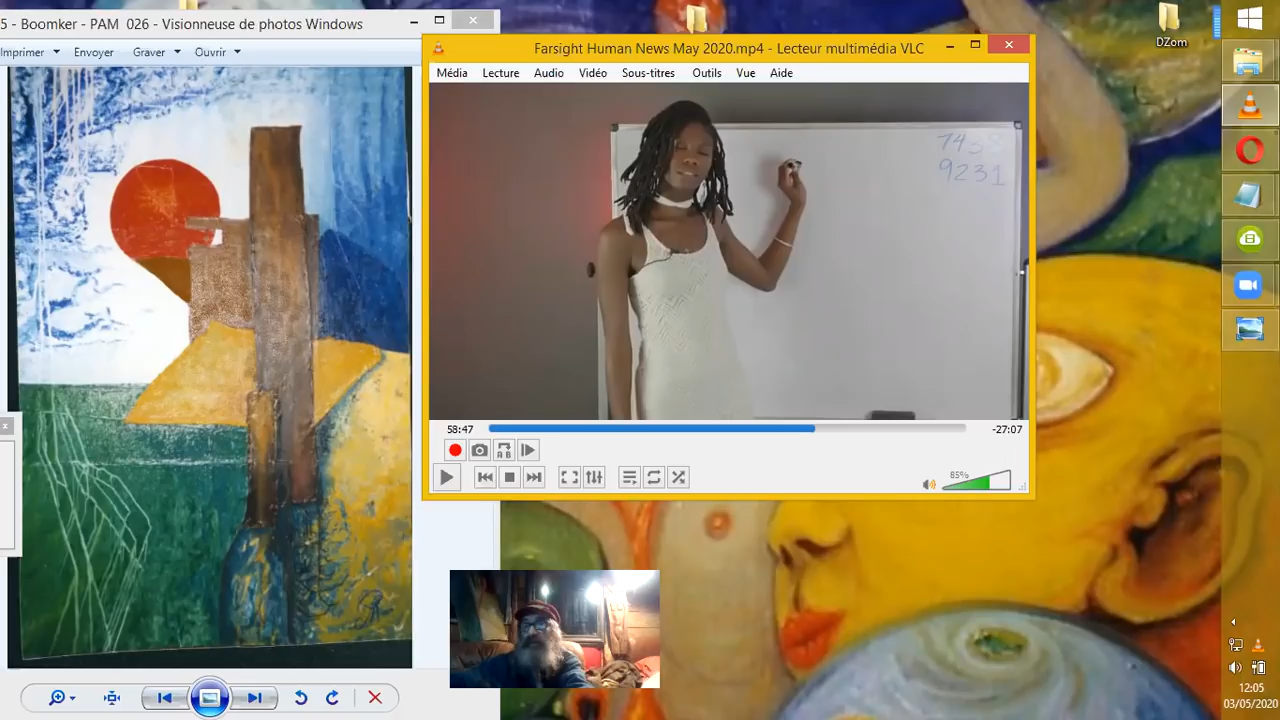 5 - Boomker - PAM  026 - Visionneuse de photos Windows
Imprimer
Envoyer
Graver
Ouvrir
Farsight Human News May 2020.mp4 - Lecteur multimédia VLC
Média Lecture Audio Vidéo Sous-titres Outils Vue Aide
7438
9231
58:47
-27:07
A B
85%
DZom
12:05
03/05/2020